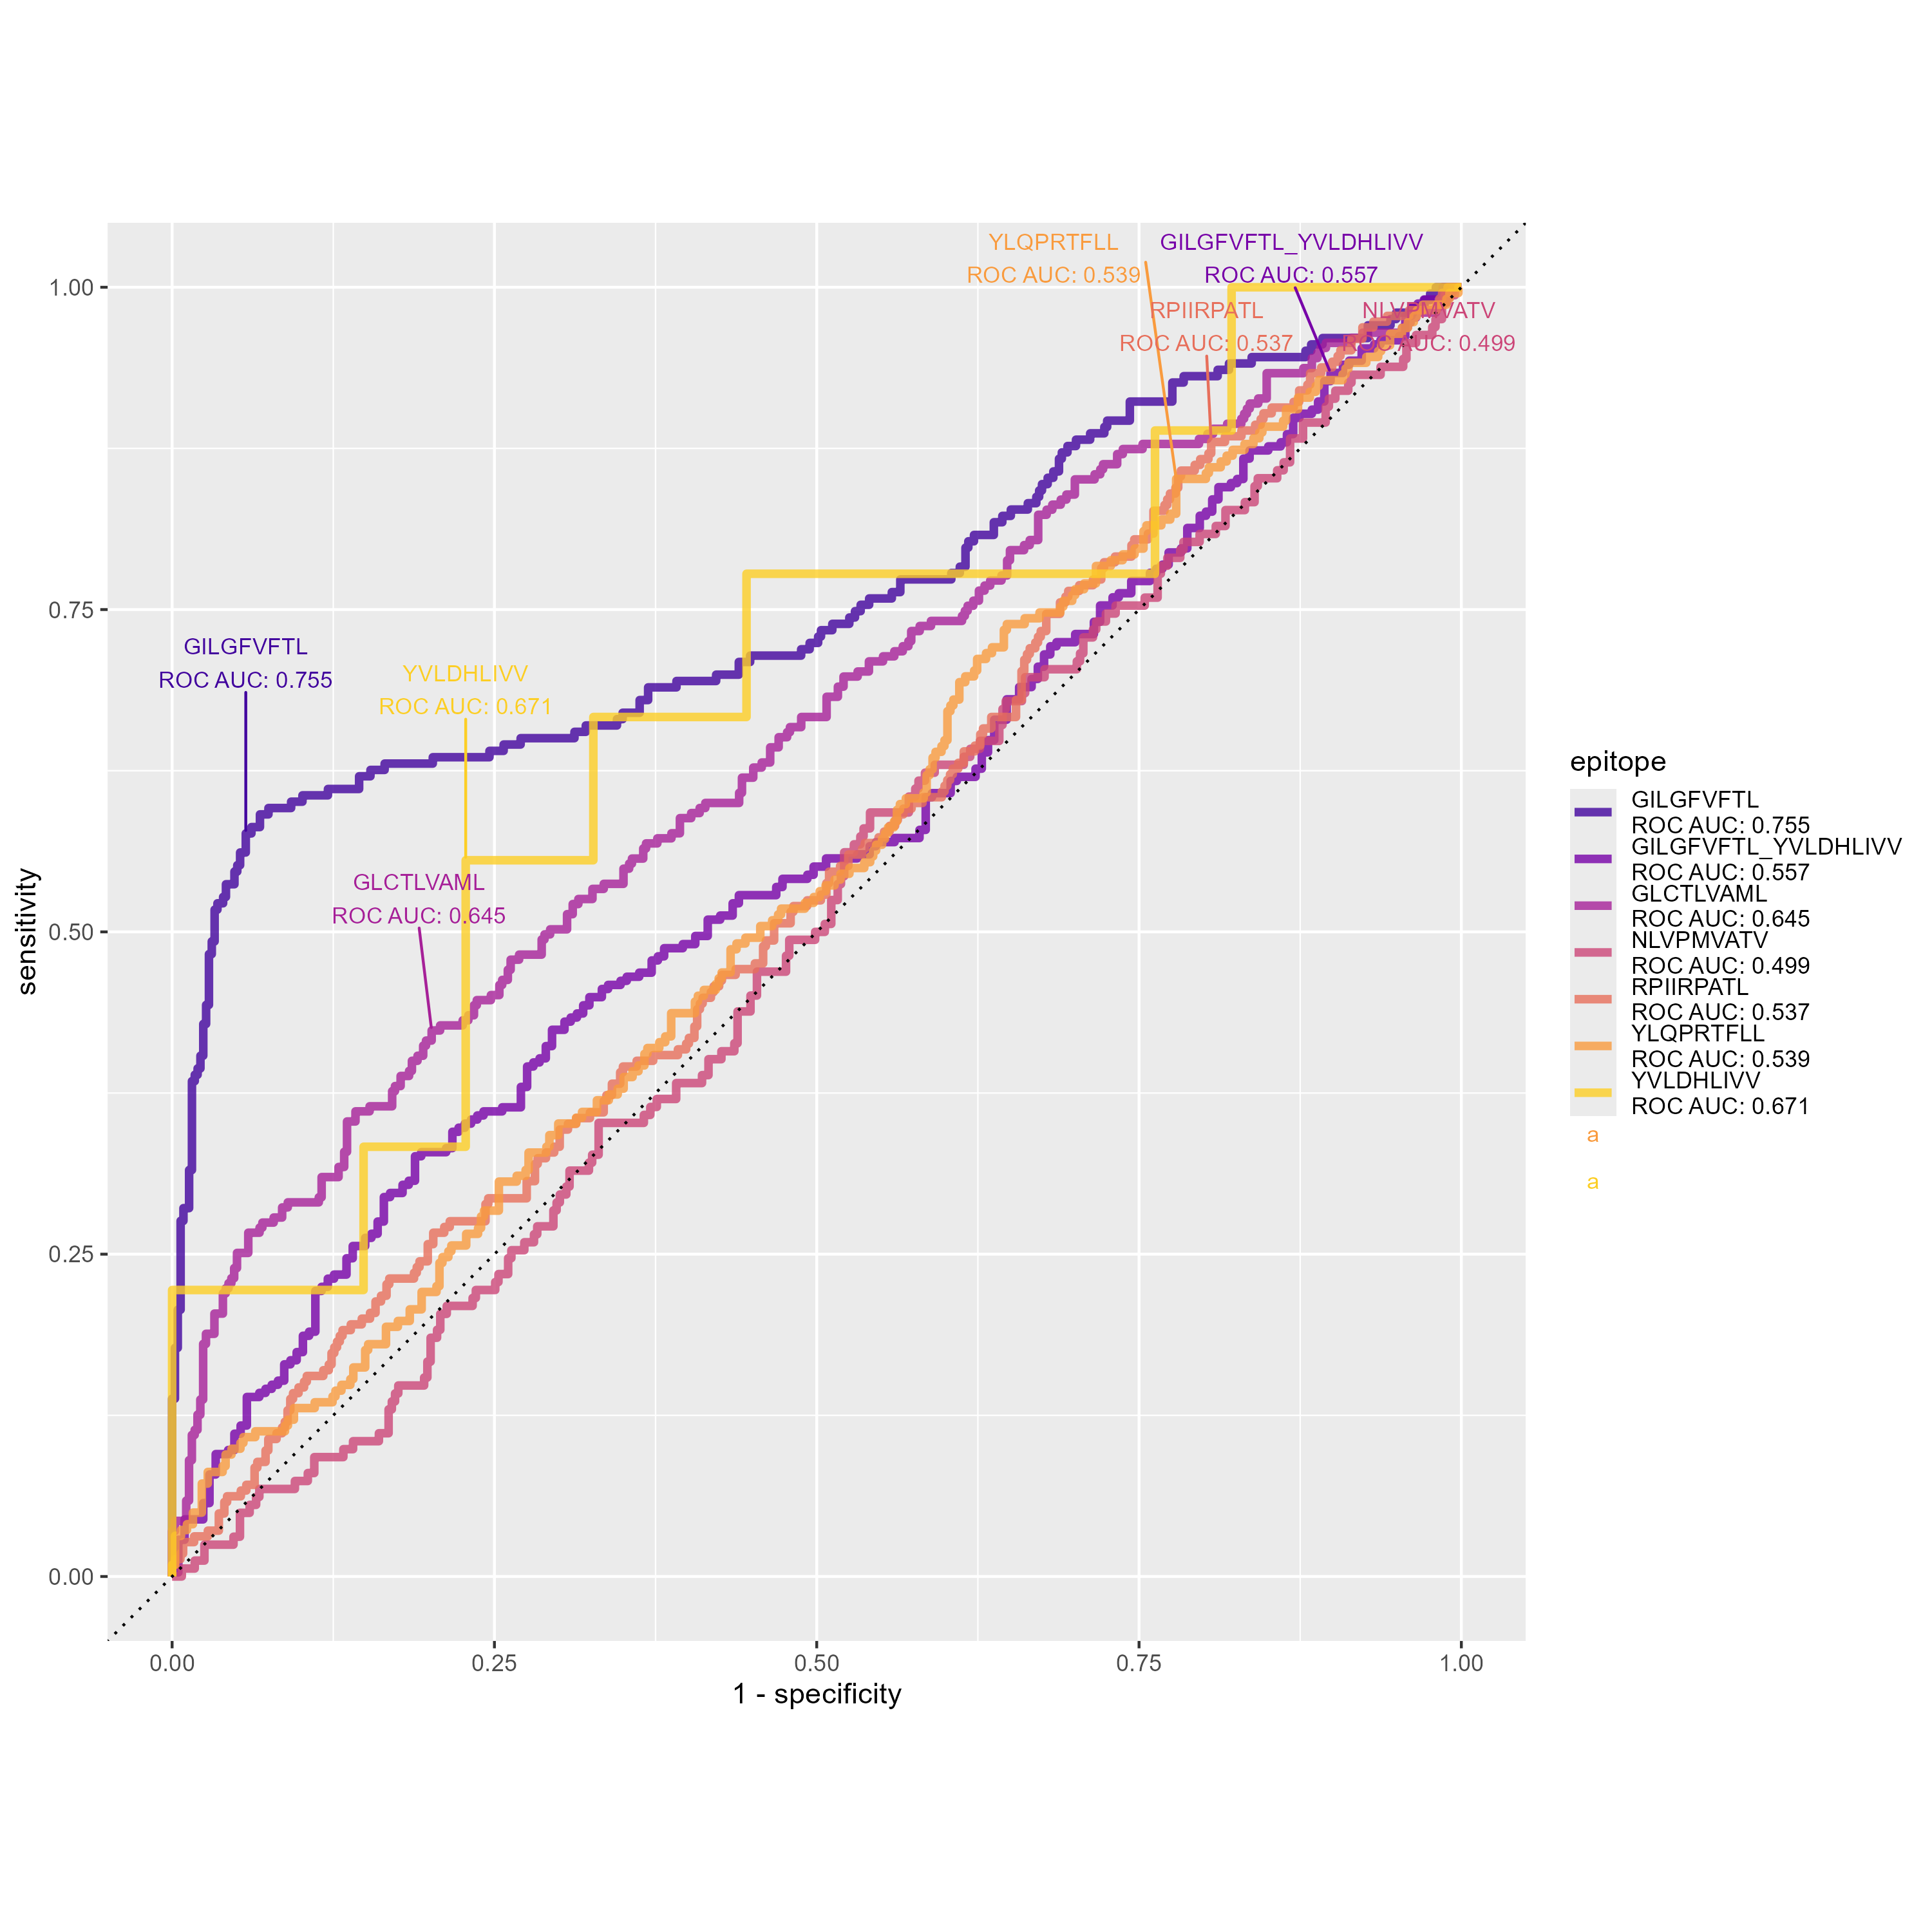 YLQPRTFLL
ROC AUC: 0.539
GILGFVFTL_YVLDHLIVV
ROC AUC: 0.557
RPIIRPATL
ROC AUC: 0.537
NLVPMVATV
ROC AUC: 0.499
GILGFVFTL
ROC AUC: 0.755
YVLDHLIVV
ROC AUC: 0.671
GLCTLVAML
ROC AUC: 0.645
1.00
0.75
0.50
0.25
0.00
sensitivity
0.00
0.25
0.50
0.75
1.00
1 - specificity
epitope
GILGFVFTL
ROC AUC: 0.755
GILGFVFTL_YVLDHLIVV
ROC AUC: 0.557
GLCTLVAML
ROC AUC: 0.645
NLVPMVATV
ROC AUC: 0.499
RPIIRPATL
ROC AUC: 0.537
YLQPRTFLL
ROC AUC: 0.539
YVLDHLIVV
ROC AUC: 0.671
a
a